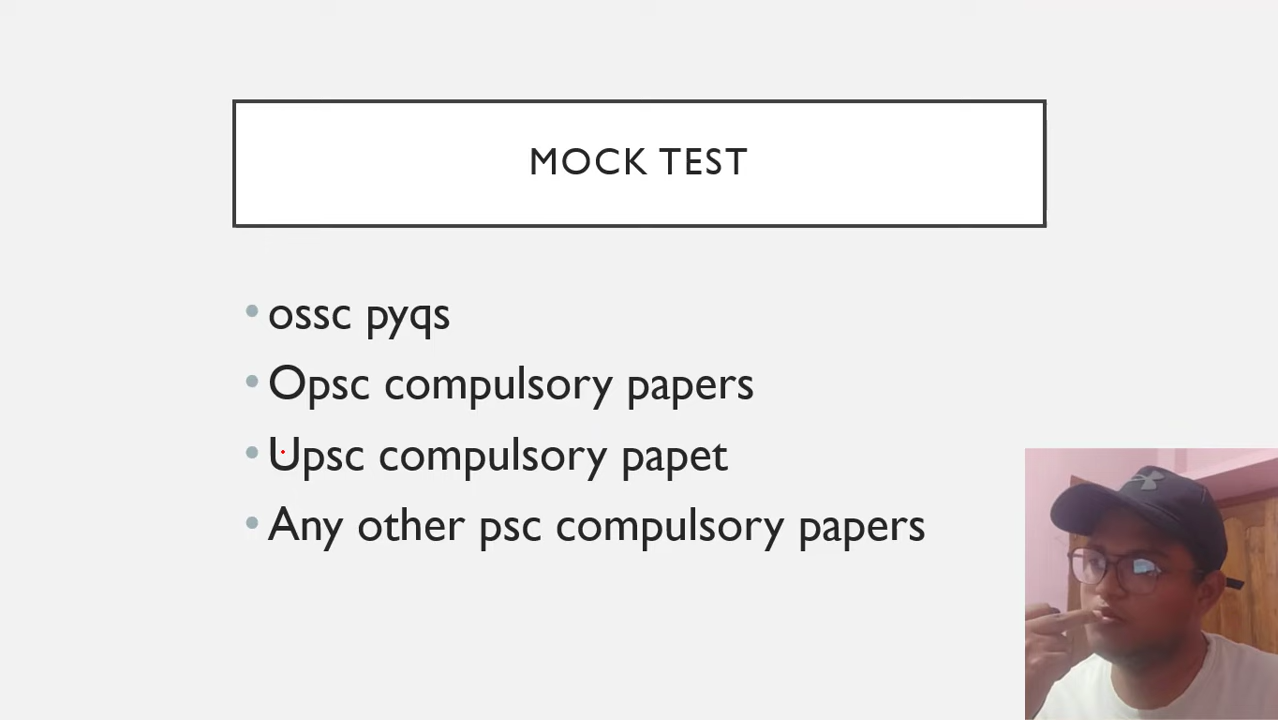 MOCK TEST
ossc pyqs
Opsc compulsory papers
Upsc compulsory papet
Any other psc compulsory papers